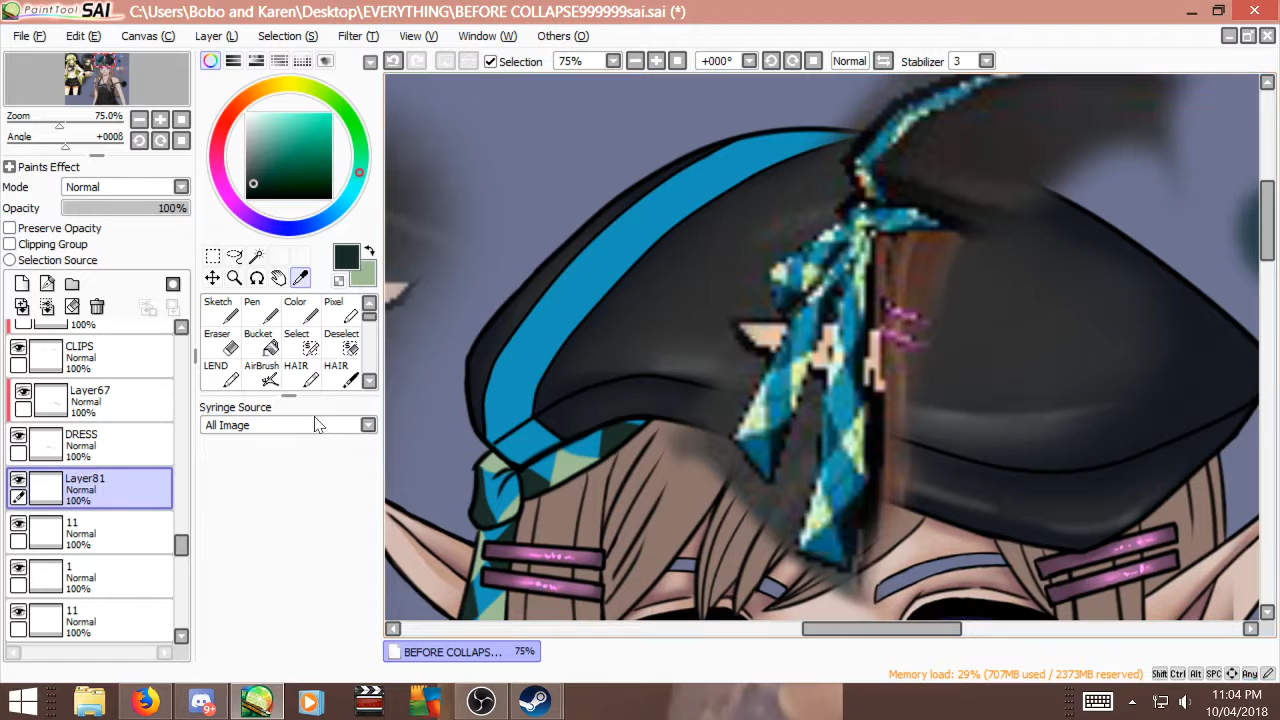 PaintTool SAI C:\Users\Bobo and Karen\Desktop\EVERYTHING\BEFORE COLLAPSE999999sai.sai (*)
File (F) Edit (E) Canvas (C) Layer (L) Selection (S) Filter (T) View (V) Window (W) Others (O)
Selection 75% +000° Normal Stabilizer 3
Zoom 75.0%
Angle +000ß
Paints Effect
Mode Normal
Opacity 100%
Preserve Opacity
Clipping Group
Selection Source
Sketch Pen Color Pixel
Eraser Bucket Select Deselect
LEND AirBrush HAIR HAIR
Syringe Source
All Image
100%
CLIPS
Normal
100%
Layer67
Normal
100%
DRESS
Normal
100%
Layer81
Normal
100%
11
Normal
100%
1
Normal
100%
11
Normal
100%
BEFORE COLLAPS... 75%
Memory load: 29% (707MB used / 2373MB reserved)
Shift Ctrl Alt SPC Any
9+
11:04 PM
10/04/2018